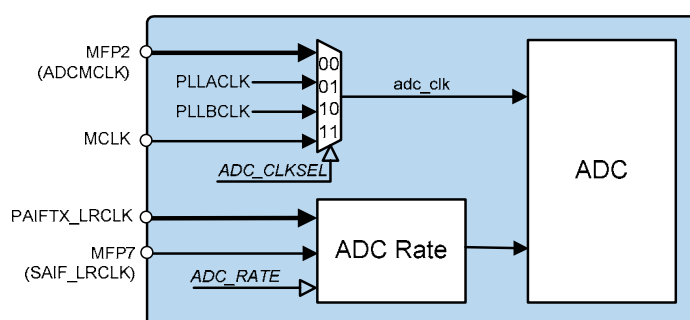 MFP2
(ADCMCLK)
00
PLLACLK
01
adc_clk
PLLBCLK
10
MCLK
11
ADC_CLKSEL
ADC
PAIFTX_LRCLK
MFP7
(SAIF_LRCLK)
ADC Rate
ADC_RATE